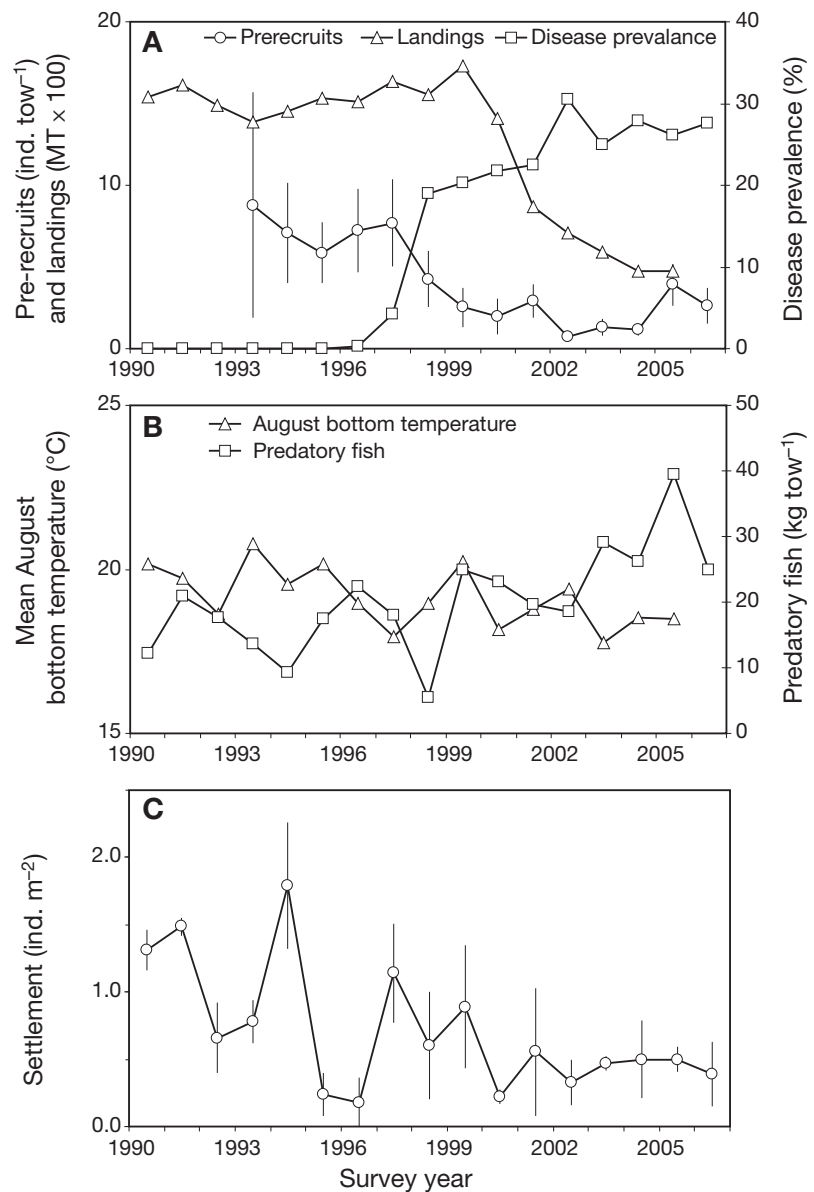 A
Prerecruits Landings Disease prevalance
20
10
0
Pre-recruits (ind. tow–1)
and landings (MT × 100)
40
30
20
10
0
Disease prevalence (%)
1990 1993 1996 1999 2002 2005
B
August bottom temperature
Predatory fish
25
20
15
Mean August
bottom temperature (°C)
50
40
30
20
10
0
Predatory fish (kg tow–1)
1990 1993 1996 1999 2002 2005
C
2.0
1.0
0.0
Settlement (ind. m–2)
1990 1993 1996 1999 2002 2005
Survey year